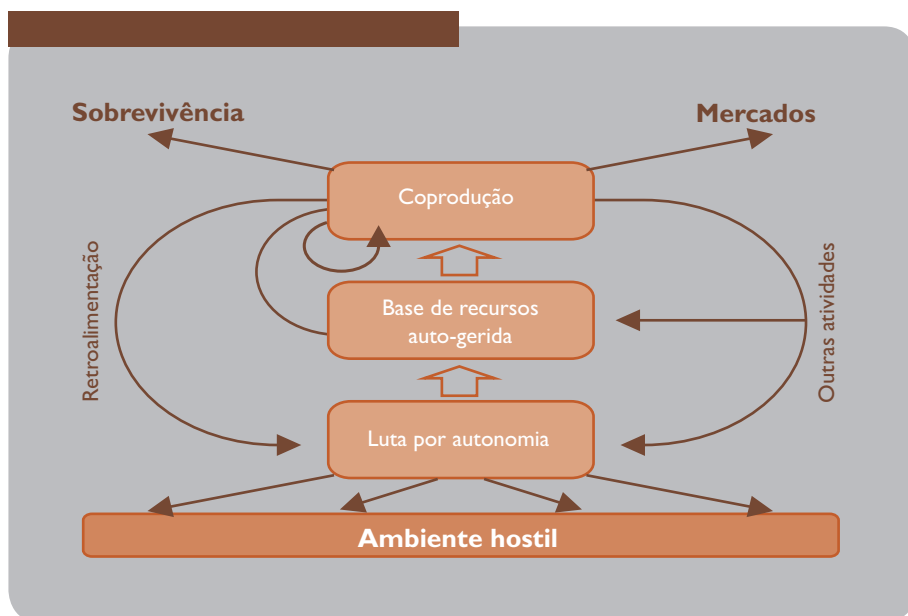 Sobrevivência
Mercados
Coprodução
Retroalimentação
Outras atividades
Base de recursos
auto-gerida
Luta por autonomia
Ambiente hostil